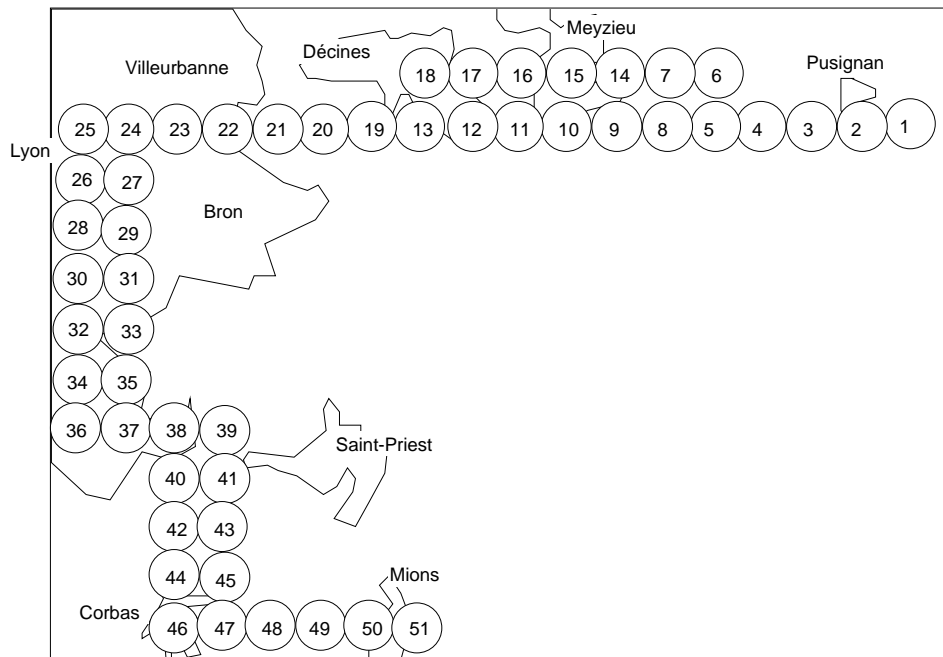 Meyzieu
Décines
Villeurbanne
Pusignan
18 17 16 15 14 7 6
25 24 23 22 21 20 19 13 12 11 10 9 8 5 4 3 2 1
Lyon
26 27
Bron
28 29
30 31
32 33
34 35
36 37 38 39
Saint-Priest
40 41
42 43
44 45
Mions
Corbas
46 47 48 49 50 51